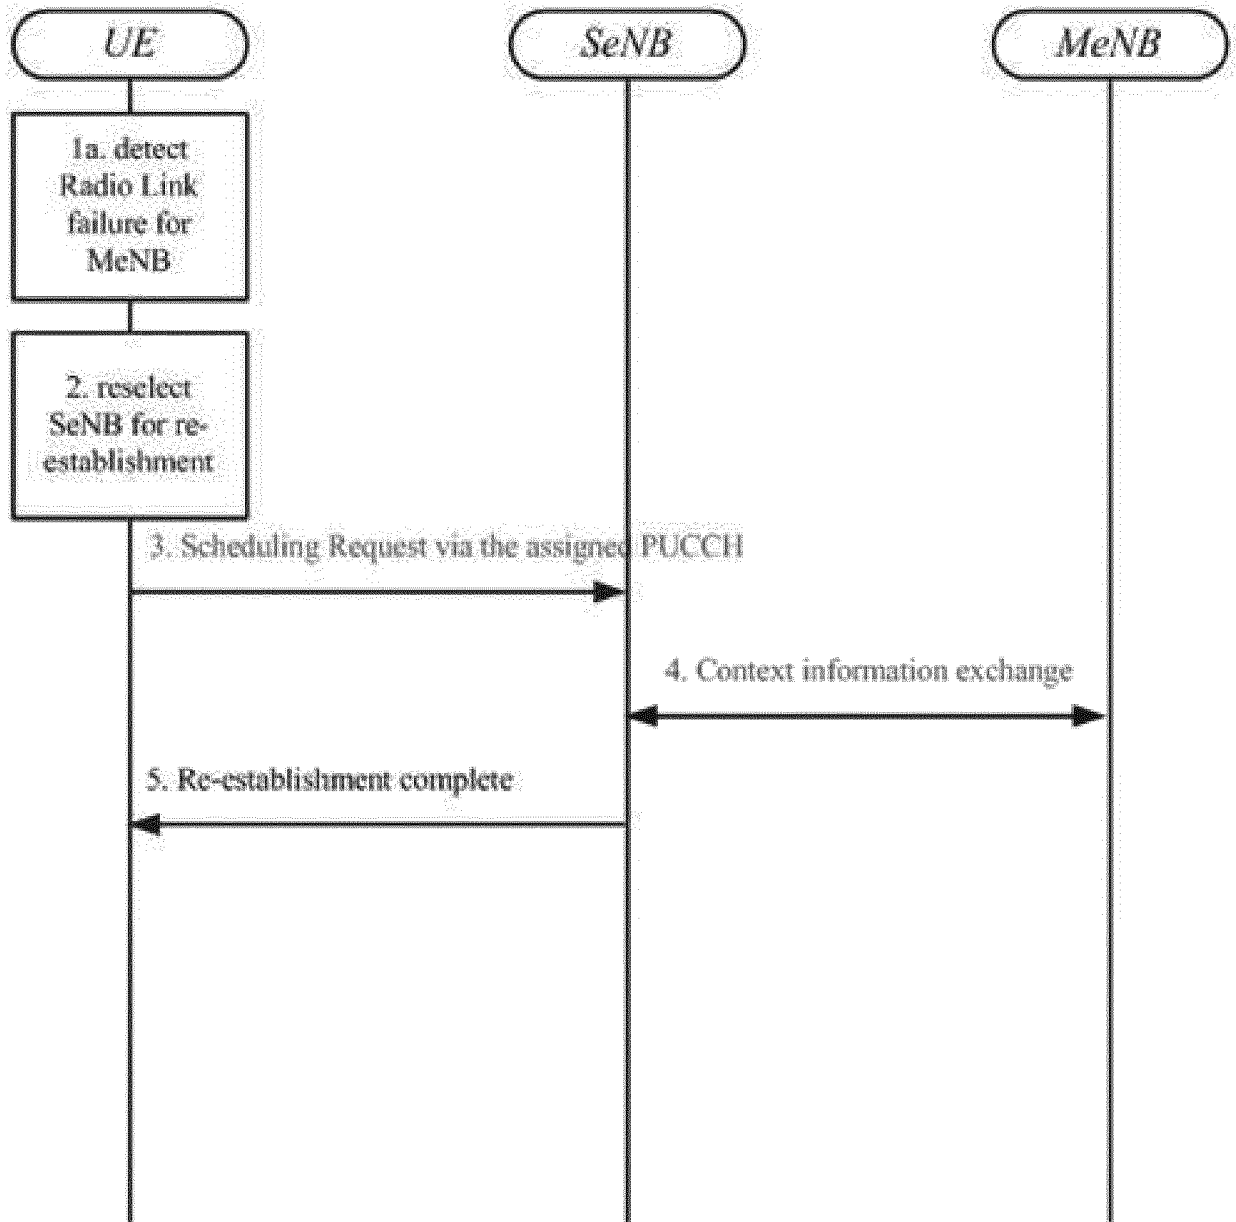 UE
SeNB
MeNB
1a. detect
Radio Link
failure for
MeNB
2. reselect
SeNB for re-
establishment
3. Scheduling Request via the assigned PUCCH
4. Context information exchange
5. Re-establishment complete